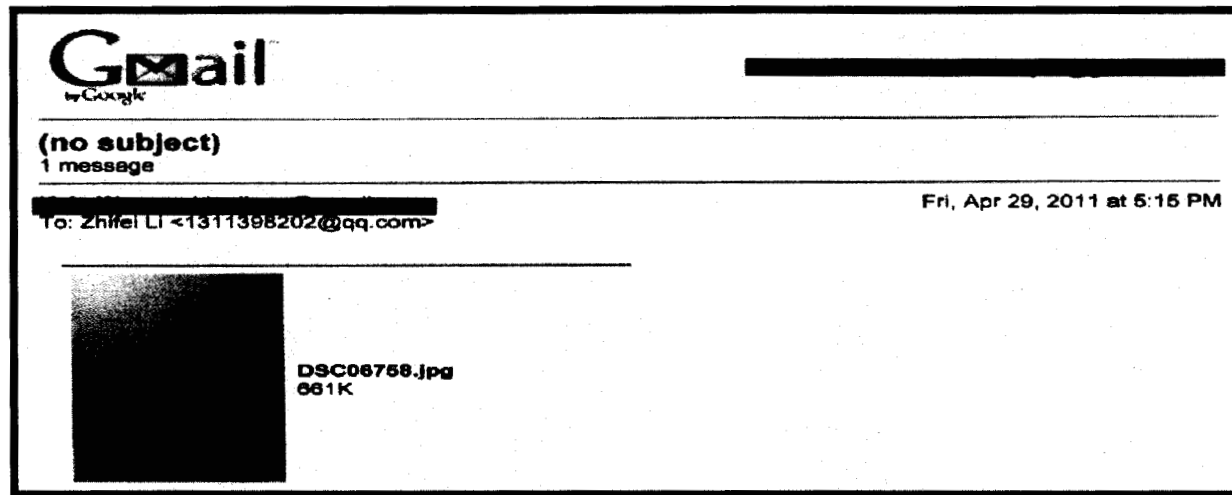 Gmail
by Google
(no subject)
1 message
Fri, Apr 29, 2011 at 5:15 PM
To: Zhifei Li <1311398202@qq.com>
DSC06758.jpg
661K